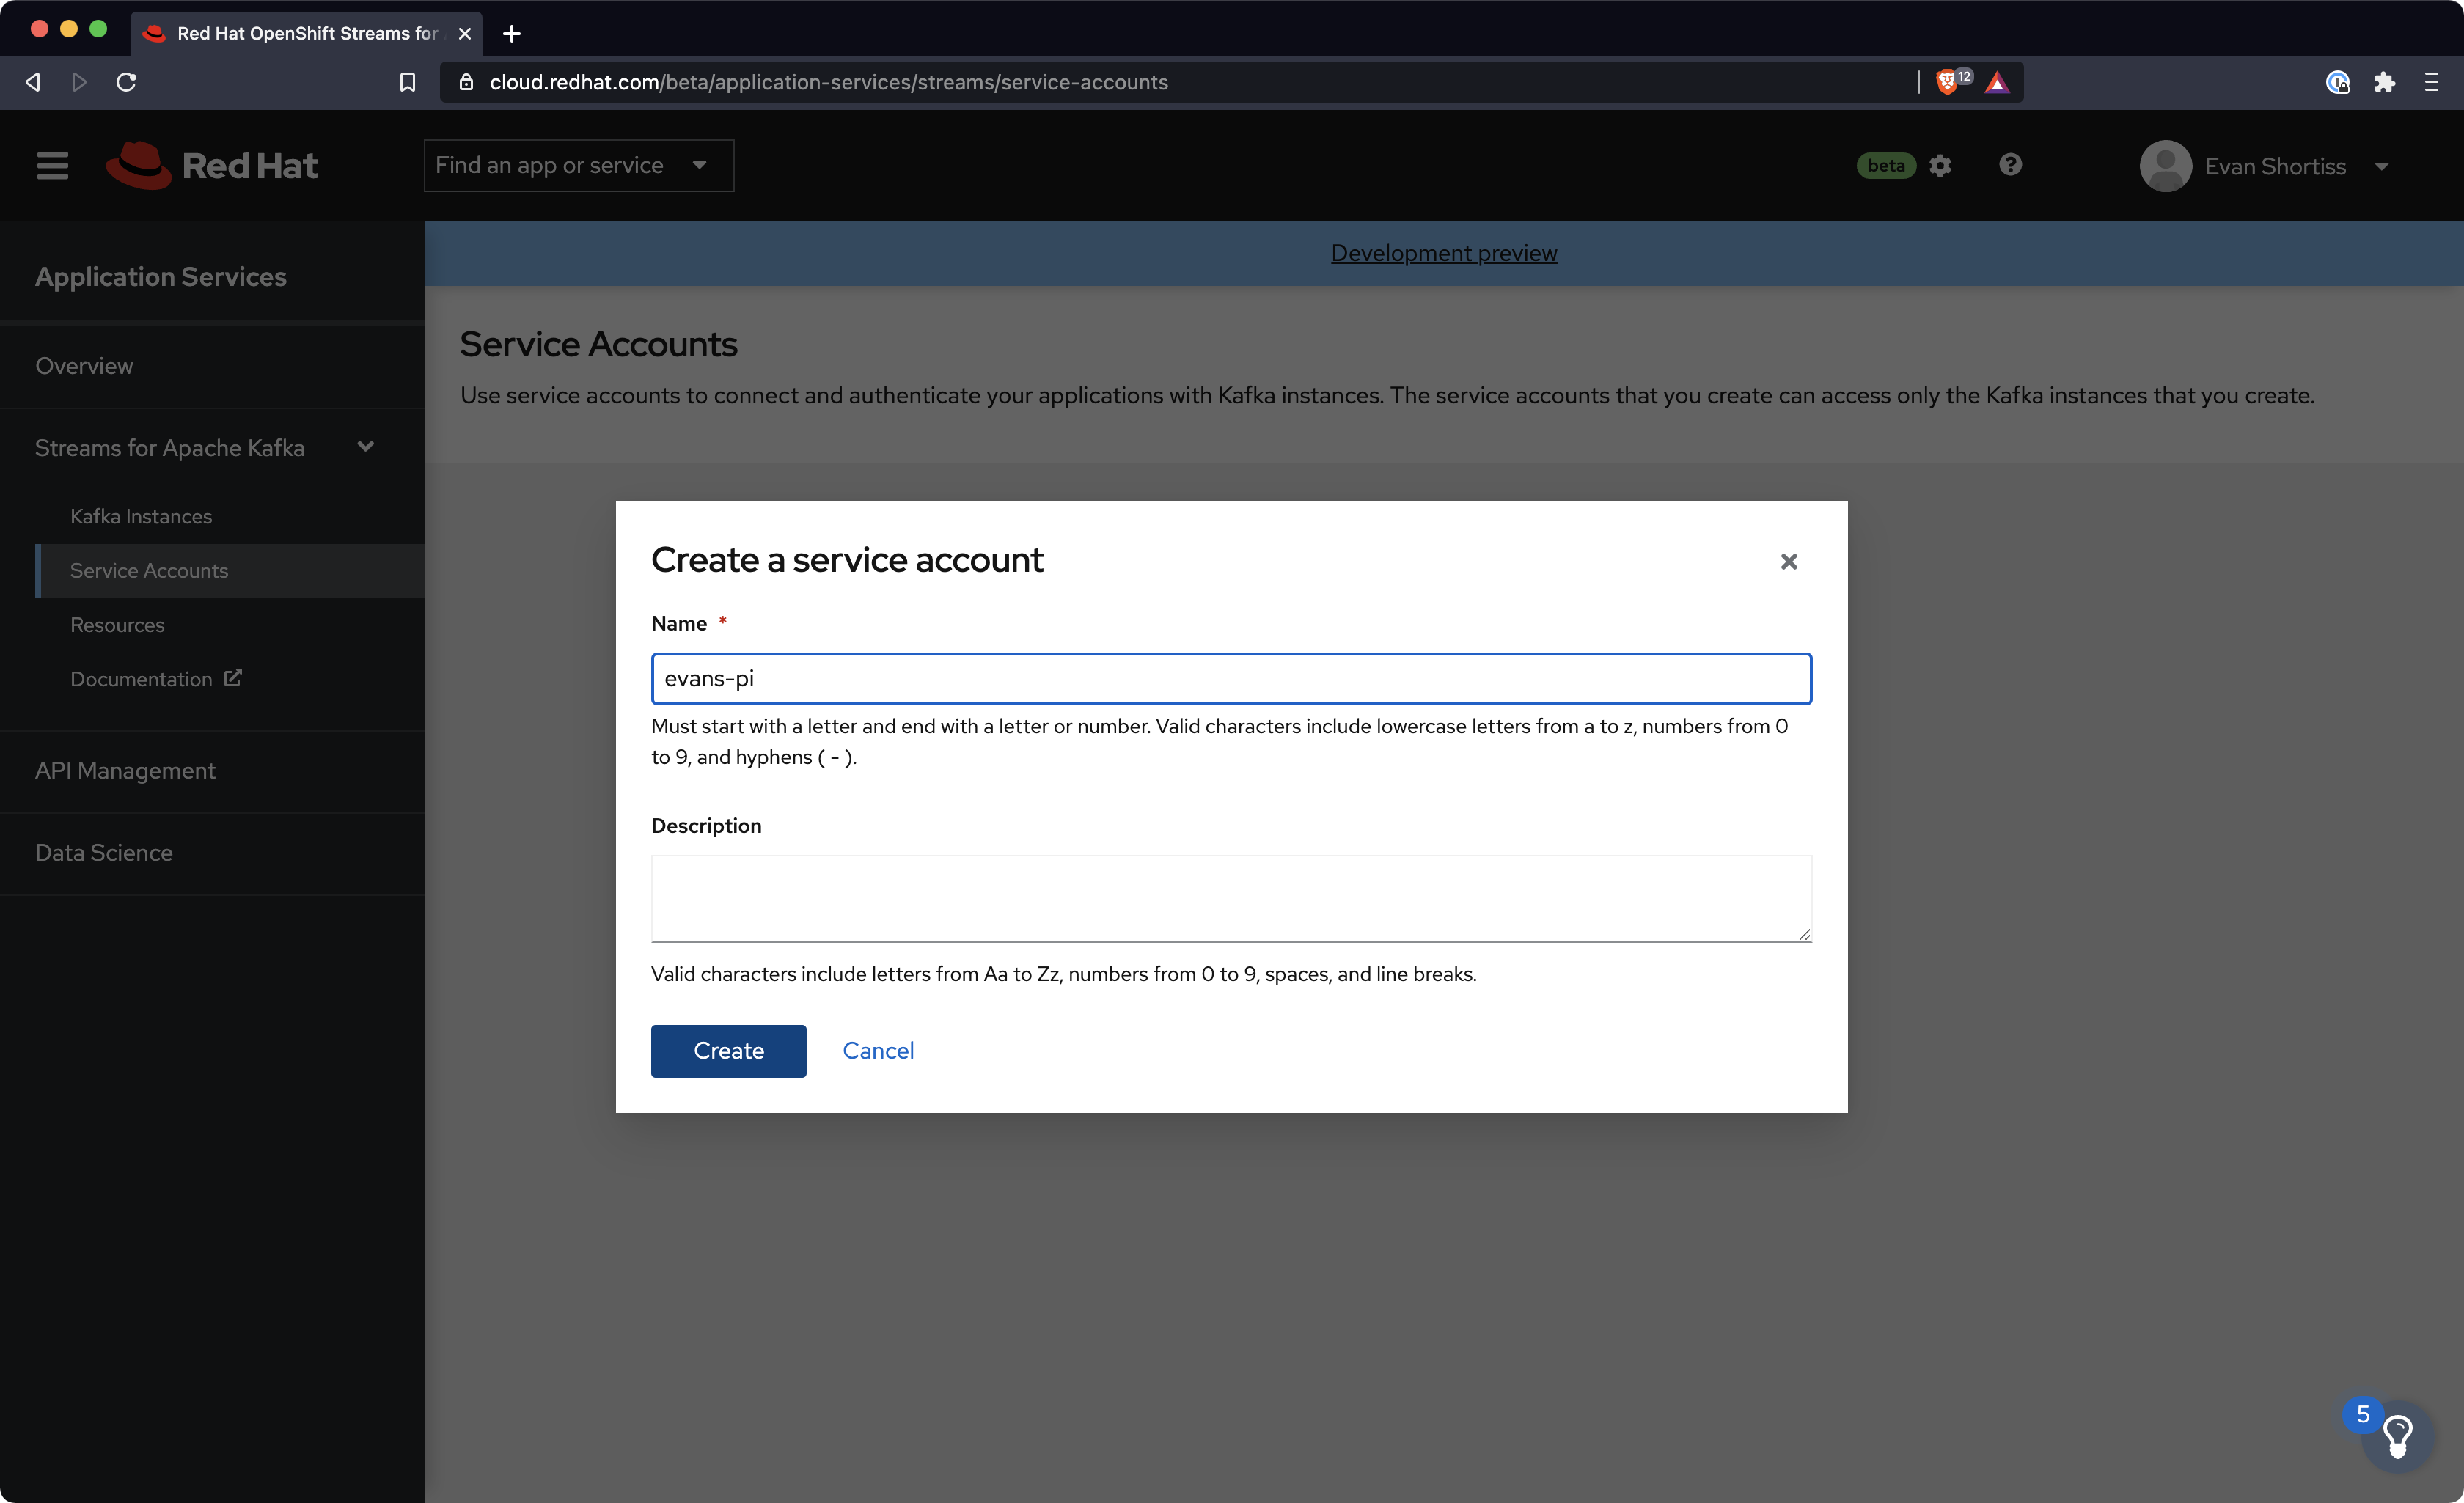 Red Hat OpenShift Streams for
cloud.redhat.com/beta/application-services/streams/service-accounts
12
Red Hat
Find an app or service
beta
Evan Shortiss
Application Services
Overview
Streams for Apache Kafka
Kafka Instances
Service Accounts
Resources
Documentation
API Management
Data Science
Development preview
Service Accounts
Use service accounts to connect and authenticate your applications with Kafka instances. The service accounts that you create can access only the Kafka instances that you create.
Create a service account
Name *
evans-pi
Must start with a letter and end with a letter or number. Valid characters include lowercase letters from a to z, numbers from 0
to 9, and hyphens ( - ).
Description
Valid characters include letters from Aa to Zz, numbers from 0 to 9, spaces, and line breaks.
Create
Cancel
5